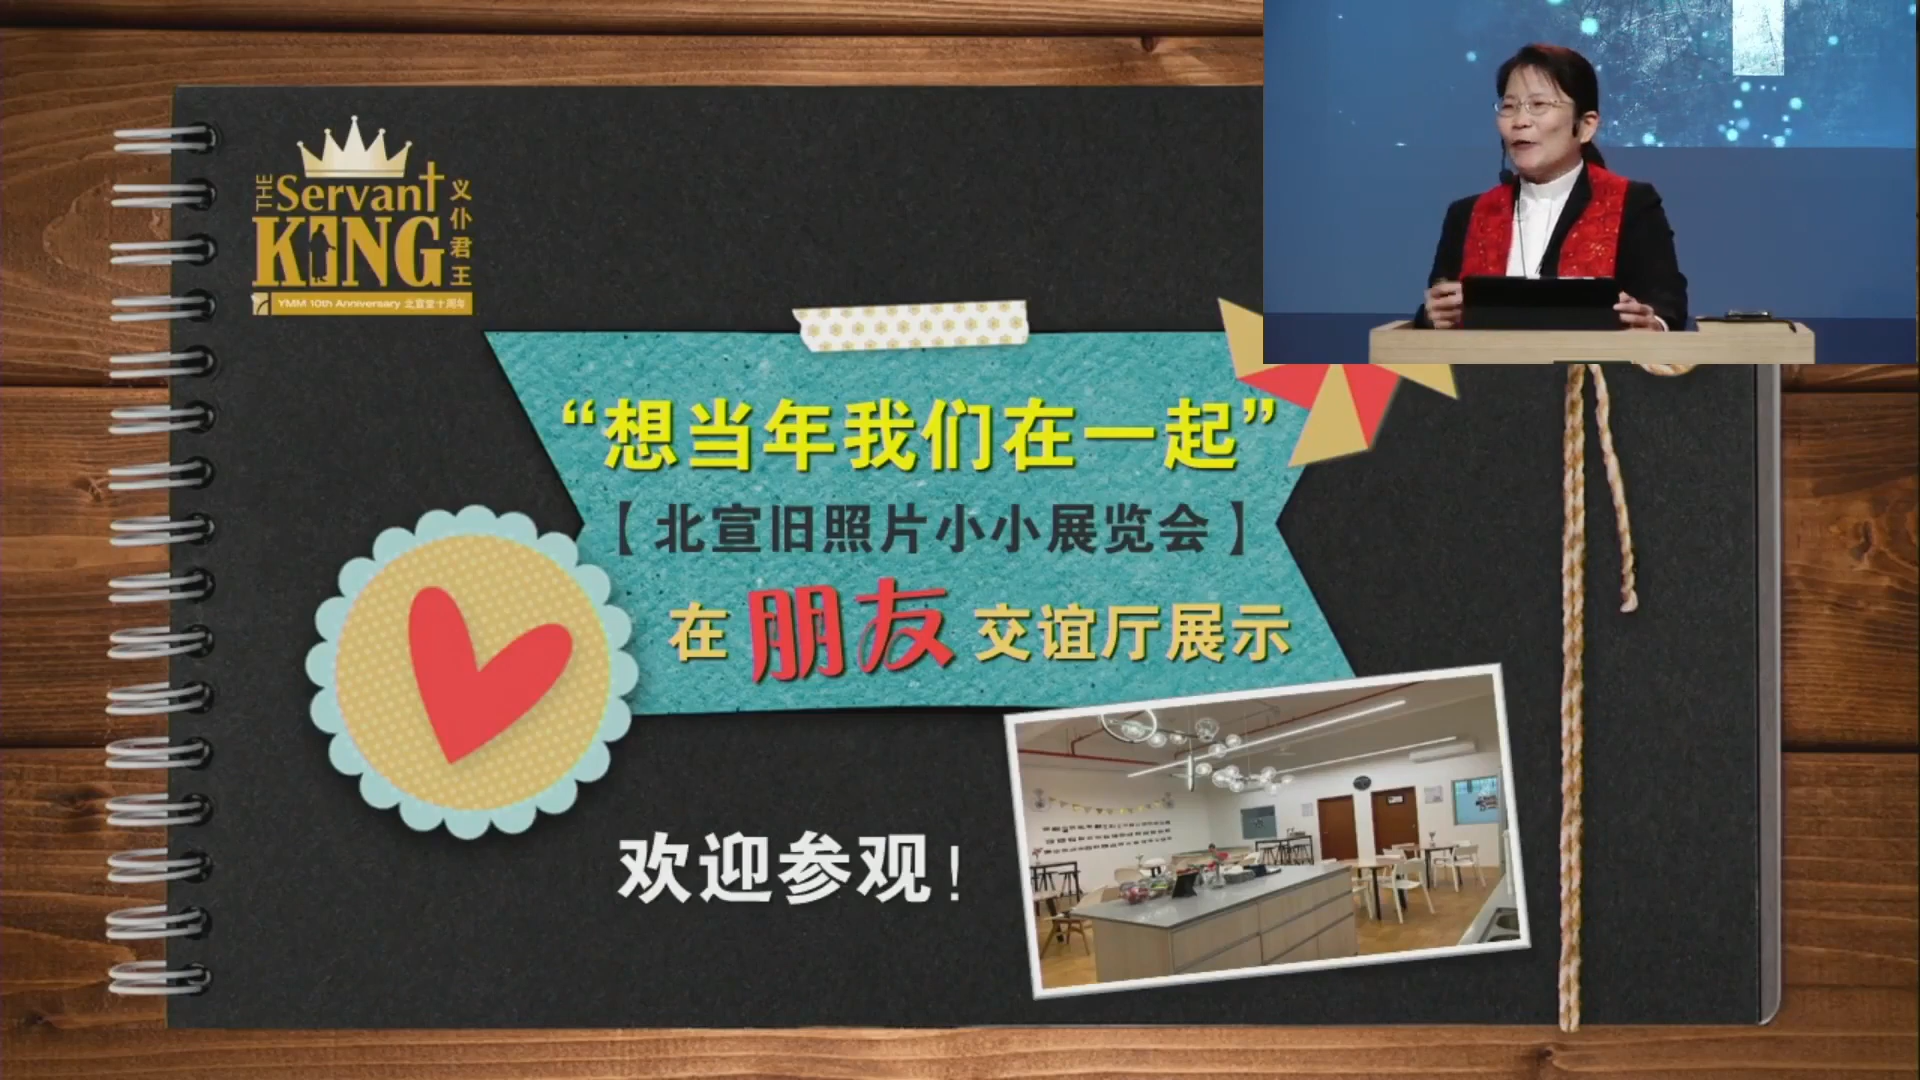 THE Servant KING
义仆君王
YMM 10th Anniversary 北宣堂十周年
“想当年我们在一起”
【北宣旧照片小小展览会】
在朋友交谊厅展示
欢迎参观！